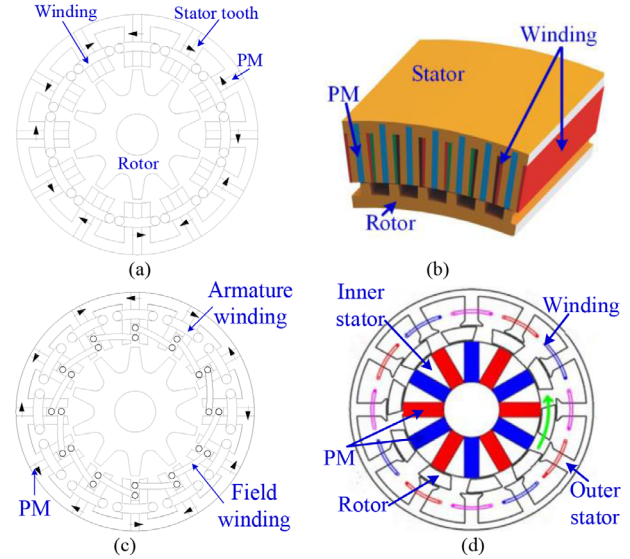 Winding
Stator tooth
PM
Rotor
(a)
Winding
Stator
PM
Rotor
(b)
Armature
winding
PM
Field
winding
(c)
Inner
stator
Winding
PM
Rotor
Outer
stator
(d)